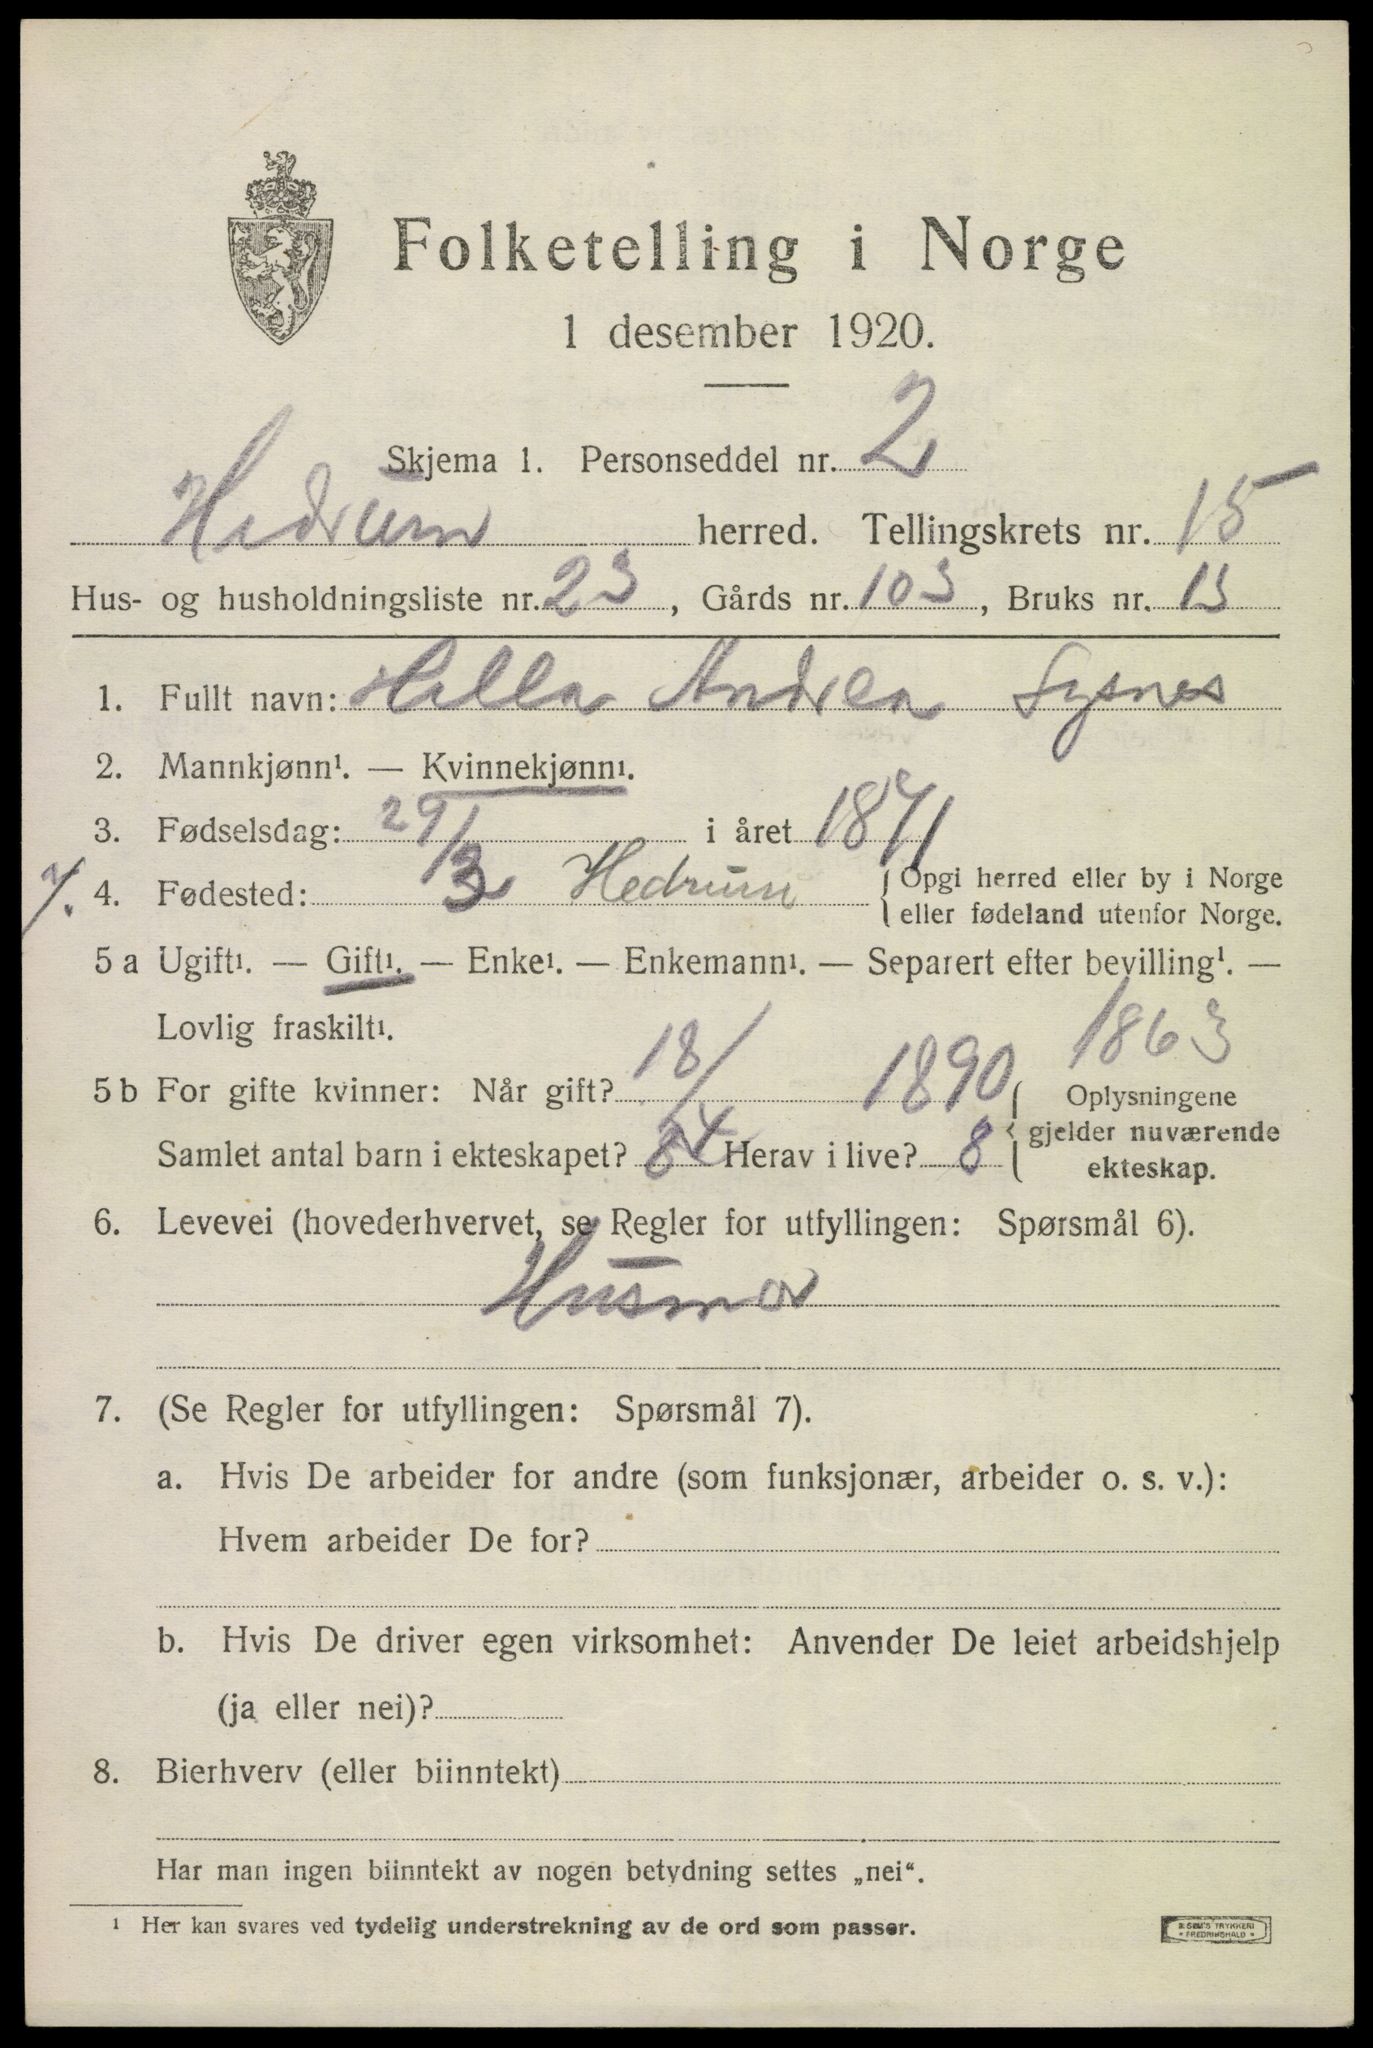 Folketelling i Norge
1 desember 1920.
Skjema 1. Personseddel nr. 2
Hedrum herred. Tellingskrets nr. 15
Hus- og husholdningsliste nr. 23, Gårds nr. 103, Bruks nr. 13
1. Fullt navn: Hella Andrea Sysnes
2. Mannkjønn¹. — Kvinnekjønn¹.
3. Fødselsdag: 29/3 i året 1871
7. 4. Fødested: Hedrum { Opgi herred eller by i Norge
eller fødeland utenfor Norge.
5 a Ugift¹. — Gift¹. — Enke¹. — Enkemann¹. — Separert efter bevilling¹. —
Lovlig fraskilt¹.
1863
5 b For gifte kvinner: Når gift? 18/ 1890 { Oplysningene
gjelder nuværende
ekteskap.
Samlet antal barn i ekteskapet? 8 Herav i live? 8
6. Levevei (hovederhvervet, se Regler for utfyllingen: Spørsmål 6).
Husmor
7. (Se Regler for utfyllingen: Spørsmål 7).
a. Hvis De arbeider for andre (som funksjonær, arbeider o. s. v.):
Hvem arbeider De for?
b. Hvis De driver egen virksomhet: Anvender De leiet arbeidshjelp
(ja eller nei)?
8. Bierhverv (eller biinntekt)
Har man ingen biinntekt av nogen betydning settes „nei“.
¹ Her kan svares ved tydelig understrekning av de ord som passer.
TRYKKERI
FREDRIKSHALD